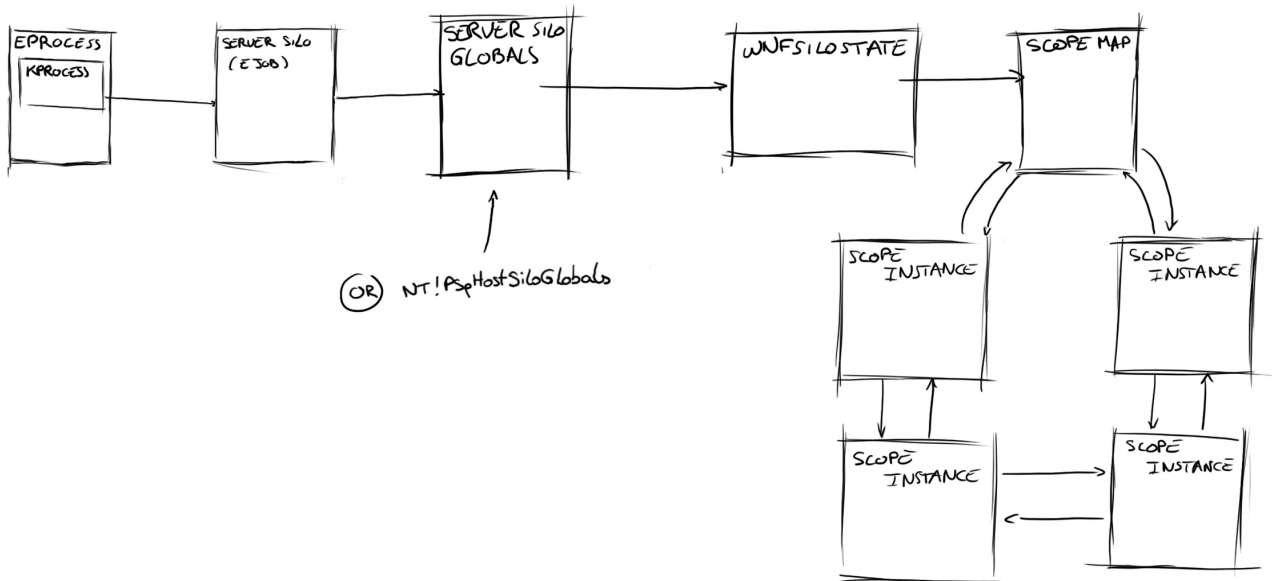 EPROCESS
KPROCESS
SERVER SILO
(EJOB)
SERVER SILO
GLOBALS
WNFSILOSTATE
SCOPE MAP
OR NT!PSpHostSiloGlobals
SCOPE
INSTANCE
SCOPE
INSTANCE
SCOPE
INSTANCE
SCOPE
INSTANCE